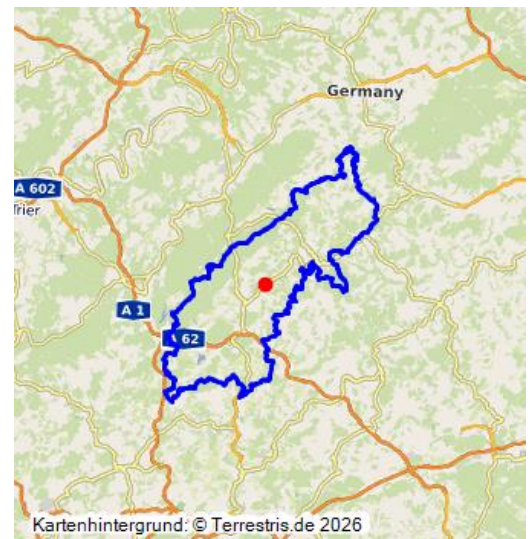 Germany
A 602
Trier
A 1
A 62
Kartenhintergrund: © Terrestris.de 2026